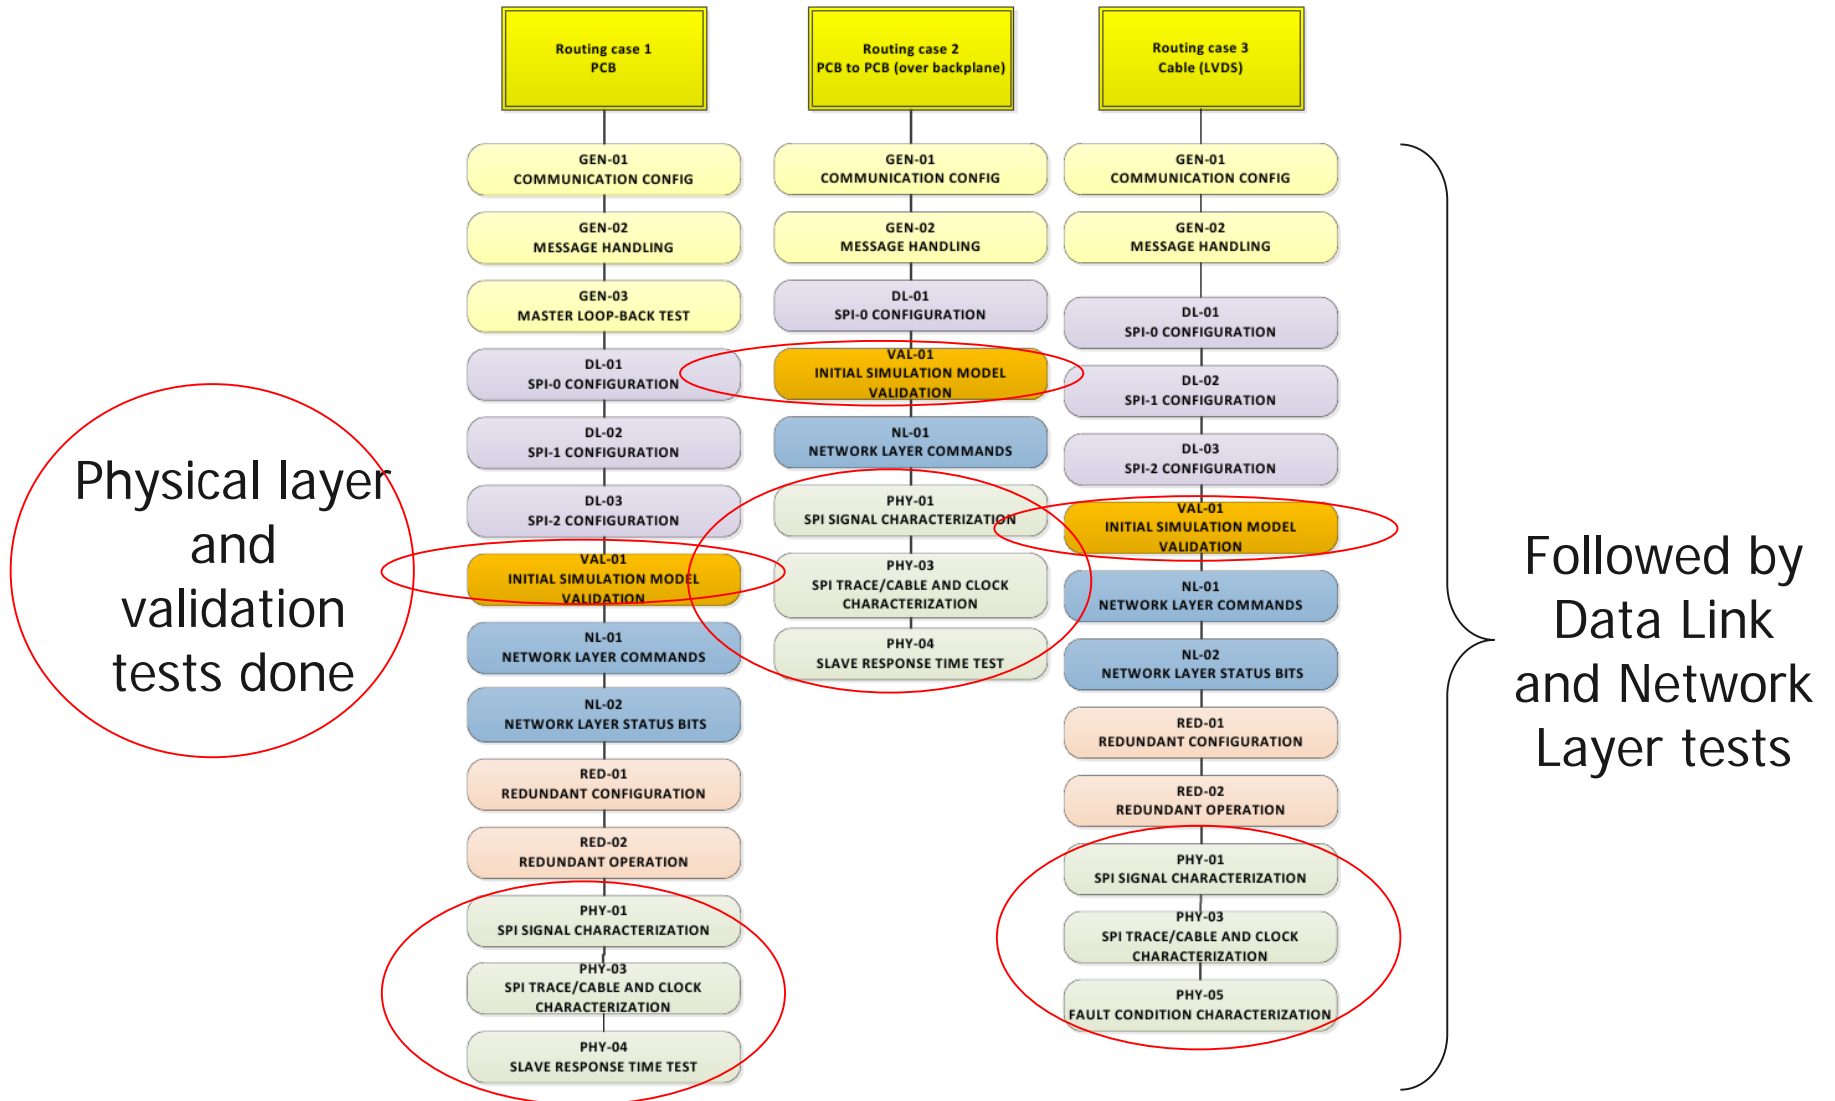 Routing case 1
PCB
GEN-01
COMMUNICATION CONFIG
GEN-02
MESSAGE HANDLING
GEN-03
MASTER LOOP-BACK TEST
DL-01
SPI-0 CONFIGURATION
DL-02
SPI-1 CONFIGURATION
DL-03
SPI-2 CONFIGURATION
VAL-01
INITIAL SIMULATION MODEL
VALIDATION
NL-01
NETWORK LAYER COMMANDS
NL-02
NETWORK LAYER STATUS BITS
RED-01
REDUNDANT CONFIGURATION
RED-02
REDUNDANT OPERATION
PHY-01
SPI SIGNAL CHARACTERIZATION
PHY-03
SPI TRACE/CABLE AND CLOCK
CHARACTERIZATION
PHY-04
SLAVE RESPONSE TIME TEST
Routing case 2
PCB to PCB (over backplane)
GEN-01
COMMUNICATION CONFIG
GEN-02
MESSAGE HANDLING
DL-01
SPI-0 CONFIGURATION
VAL-01
INITIAL SIMULATION MODEL
VALIDATION
NL-01
NETWORK LAYER COMMANDS
PHY-01
SPI SIGNAL CHARACTERIZATION
PHY-03
SPI TRACE/CABLE AND CLOCK
CHARACTERIZATION
PHY-04
SLAVE RESPONSE TIME TEST
Routing case 3
Cable (LVDS)
GEN-01
COMMUNICATION CONFIG
GEN-02
MESSAGE HANDLING
DL-01
SPI-0 CONFIGURATION
DL-02
SPI-1 CONFIGURATION
DL-03
SPI-2 CONFIGURATION
VAL-01
INITIAL SIMULATION MODEL
VALIDATION
NL-01
NETWORK LAYER COMMANDS
NL-02
NETWORK LAYER STATUS BITS
RED-01
REDUNDANT CONFIGURATION
RED-02
REDUNDANT OPERATION
PHY-01
SPI SIGNAL CHARACTERIZATION
PHY-03
SPI TRACE/CABLE AND CLOCK
CHARACTERIZATION
PHY-05
FAULT CONDITION CHARACTERIZATION
Physical layer
and
validation
tests done
Followed by
Data Link
and Network
Layer tests